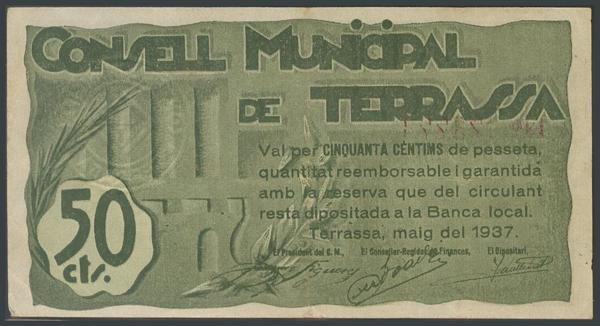 CONSELL MUNICIPAL
DE TERRASSA
Val per CINQUANTA CÈNTIMS de pesseta,
quantitat reemborsable i garantida
amb la reserva que del circulant
resta dipositada a la Banca local.
Terrassa, maig del 1937.
El President del C. M., El Conseller-Regidor de Finances, El Dipositari,
50
cts.